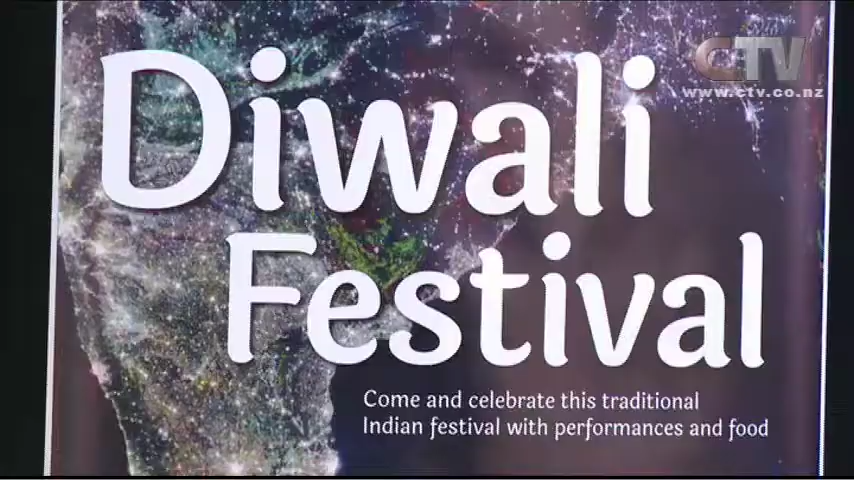 CTV
www.ctv.co.nz
Diwali
Festival
Come and celebrate this traditional
Indian festival with performances and food